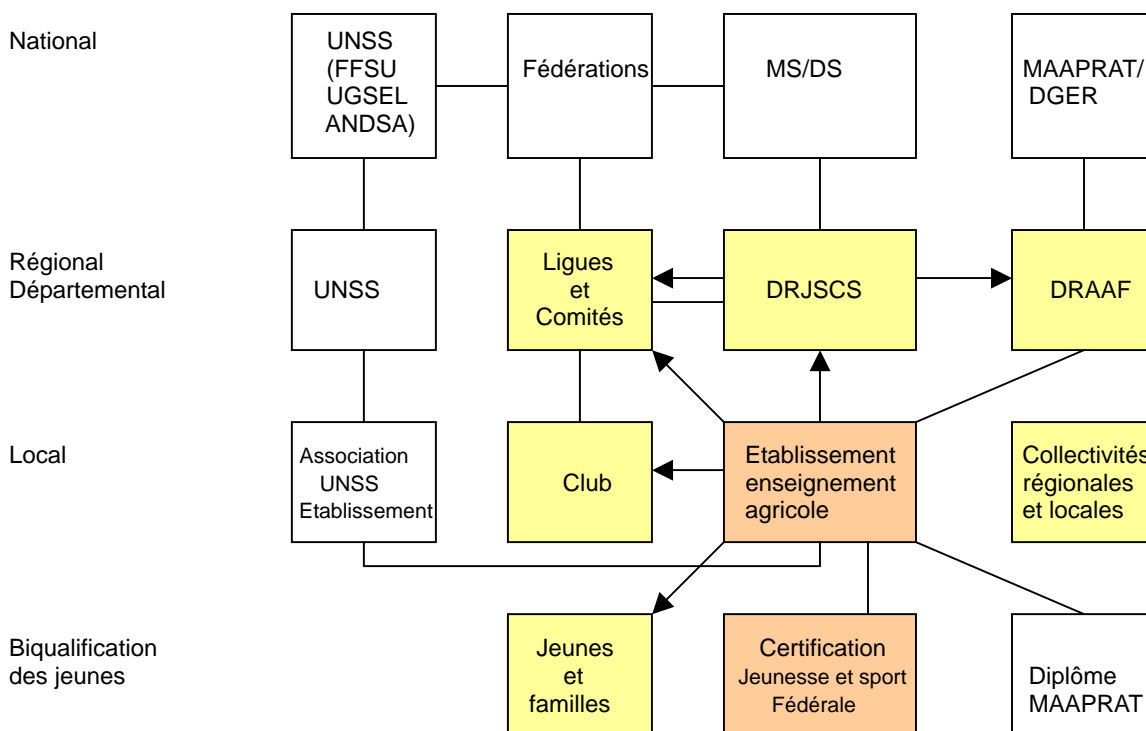 National
UNSS
(FFSU
UGSEL
ANDSA)
Fédérations
MS/DS
MAAPRAT/
DGER
Régional
Départemental
UNSS
Ligues
et
Comités
DRJSCS
DRAAF
Local
Association
UNSS
Etablissement
Club
Etablissement
enseignement
agricole
Collectivités
régionales
et locales
Biqualification
des jeunes
Jeunes
et
familles
Certification
Jeunesse et sport
Fédérale
Diplôme
MAAPRAT